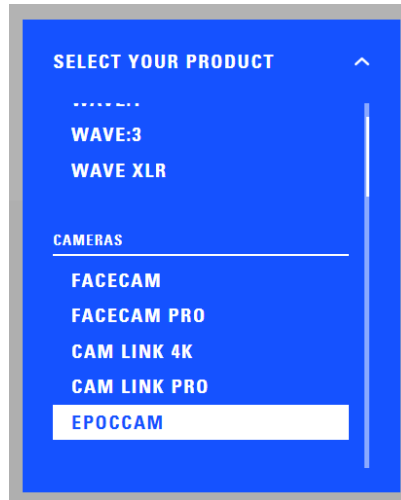 SELECT YOUR PRODUCT
WAVE:3
WAVE XLR
CAMERAS
FACECAM
FACECAM PRO
CAM LINK 4K
CAM LINK PRO
EPOCCAM